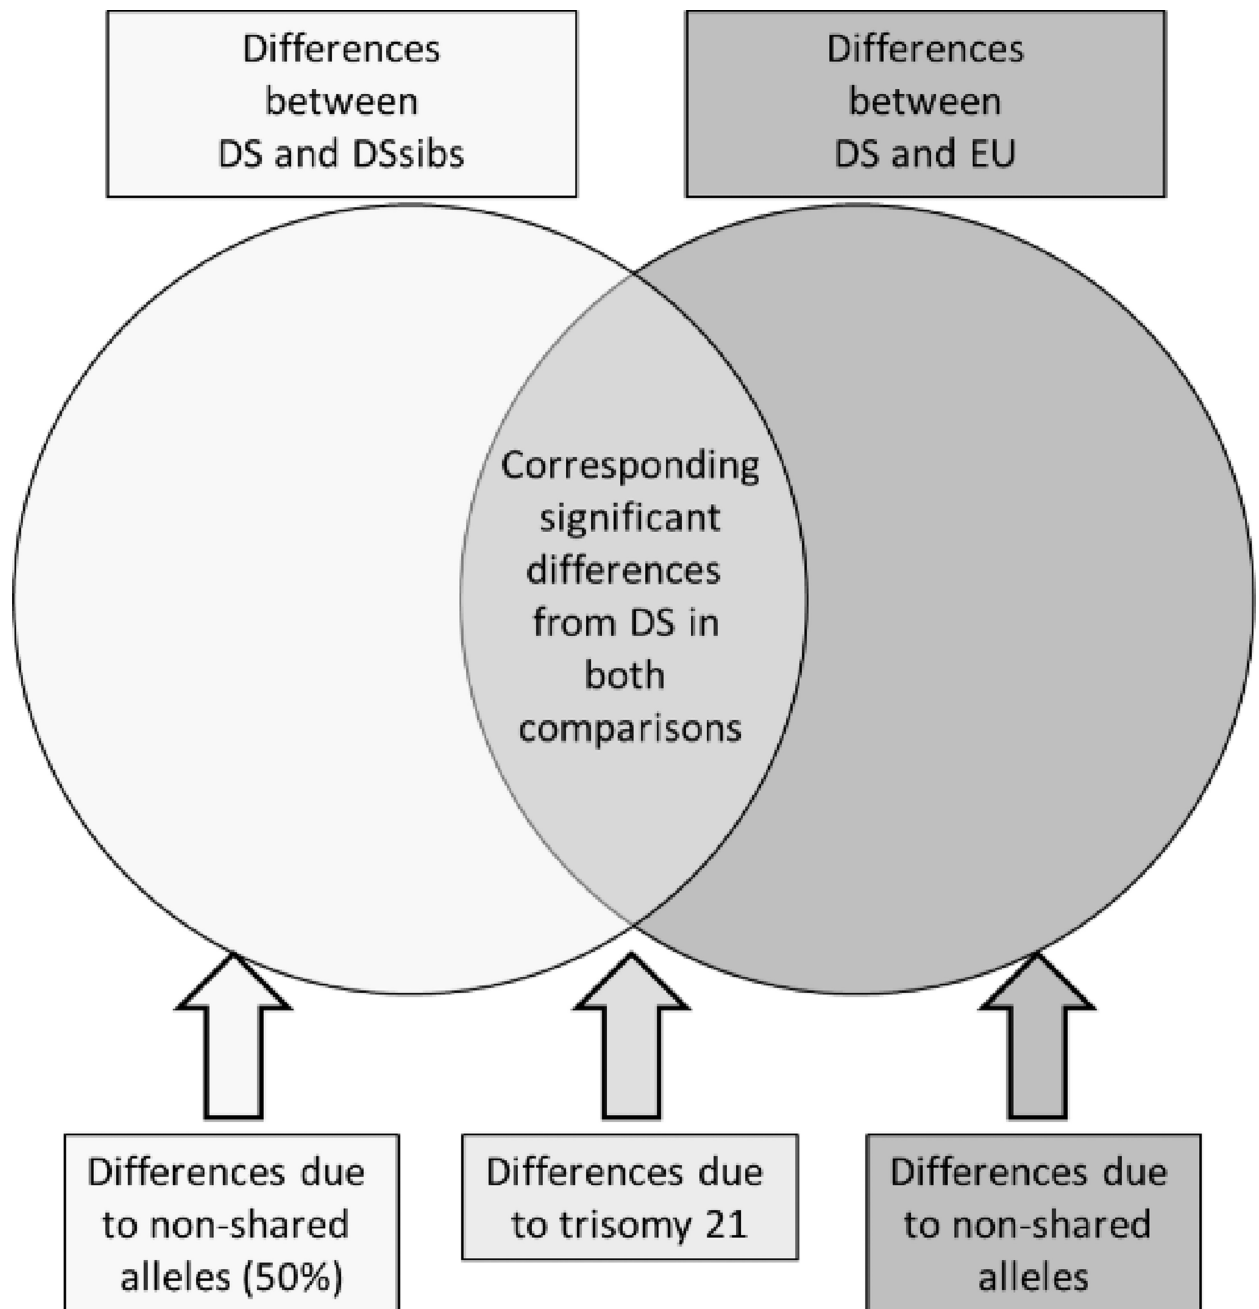 Differences
between
DS and DSsibs
Differences
between
DS and EU
Corresponding
significant
differences
from DS in
both
comparisons
Differences due
to non-shared
alleles (50%)
Differences due
to trisomy 21
Differences due
to non-shared
alleles